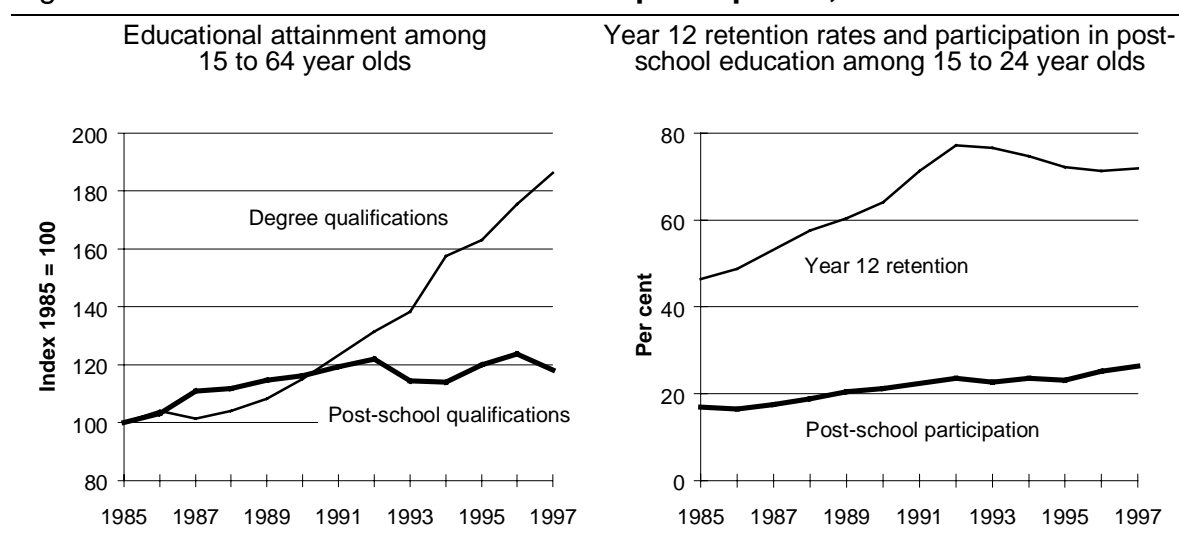 Educational attainment among
15 to 64 year olds
Index 1985 = 100
200
180
160
140
120
100
80
Degree qualifications
Post-school qualifications
1985 1987 1989 1991 1993 1995 1997
Year 12 retention rates and participation in post-
school education among 15 to 24 year olds
Per cent
80
60
40
20
0
Year 12 retention
Post-school participation
1985 1987 1989 1991 1993 1995 1997